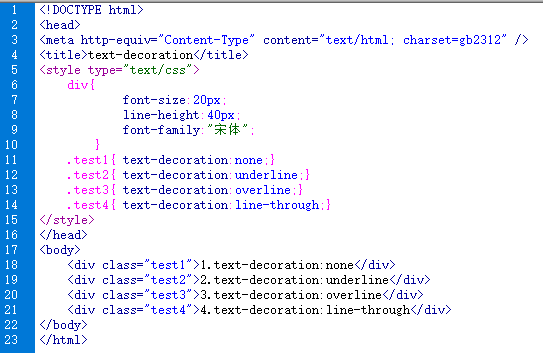 1 <!DOCTYPE html>
2 <head>
3 <meta http-equiv="Content-Type" content="text/html; charset=gb2312" />
4 <title>text-decoration</title>
5 <style type="text/css">
6 div{
7 font-size:20px;
8 line-height:40px;
9 font-family:"宋体";
10 }
11 .test1{ text-decoration:none;}
12 .test2{ text-decoration:underline;}
13 .test3{ text-decoration:overline;}
14 .test4{ text-decoration:line-through;}
15 </style>
16 </head>
17 <body>
18 <div class="test1">1.text-decoration:none</div>
19 <div class="test2">2.text-decoration:underline</div>
20 <div class="test3">3.text-decoration:overline</div>
21 <div class="test4">4.text-decoration:line-through</div>
22 </body>
23 </html>